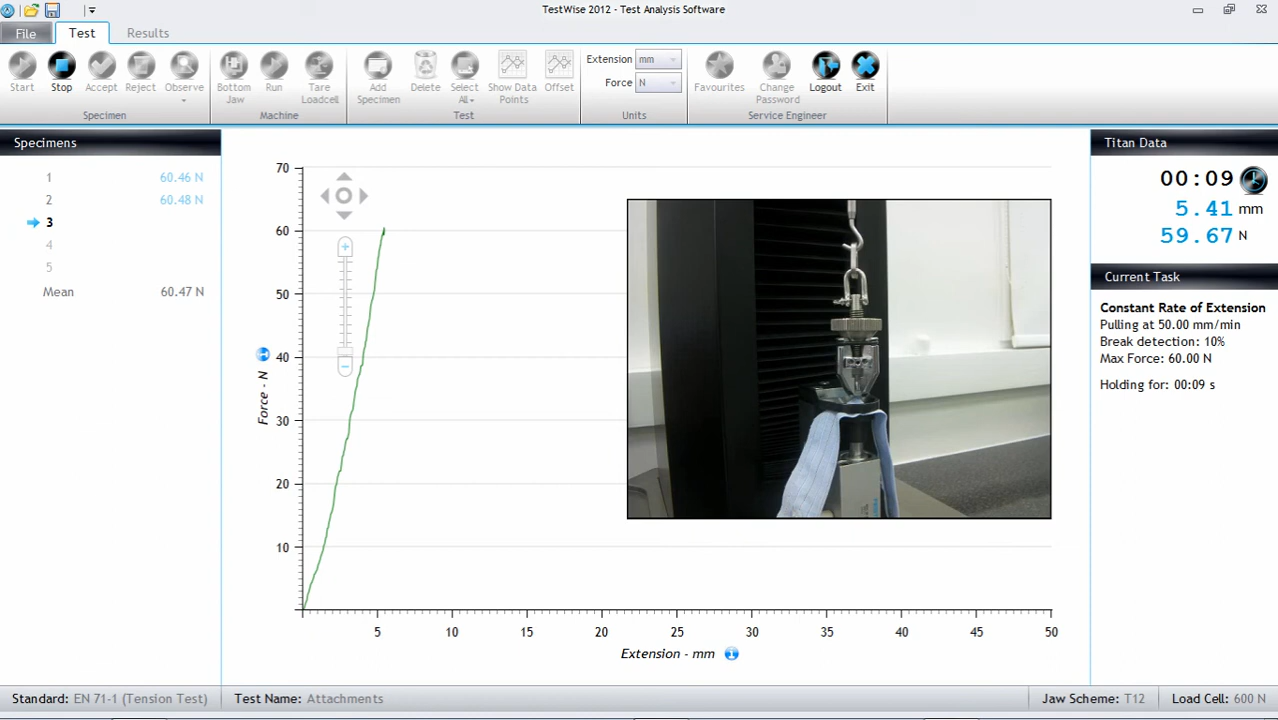 TestWise 2012 - Test Analysis Software
File Test Results
Start Stop Accept Reject Observe Bottom Jaw Run Tare Loadcell Add Specimen Delete Select All Show Data Points Offset Extension mm Force N Favourites Change Password Logout Exit
Specimen Machine Test Units Service Engineer
Specimens
1 60.46 N
2 60.48 N
3
4
5
Mean 60.47 N
70
60
50
40
30
20
10
Force - N
5 10 15 20 25 30 35 40 45 50
Extension - mm
Titan Data
00:09
5.41 mm
59.67 N
Current Task
Constant Rate of Extension
Pulling at 50.00 mm/min
Break detection: 10%
Max Force: 60.00 N
Holding for: 00:09 s
Standard: EN 71-1 (Tension Test) Test Name: Attachments Jaw Scheme: T12 Load Cell: 600 N